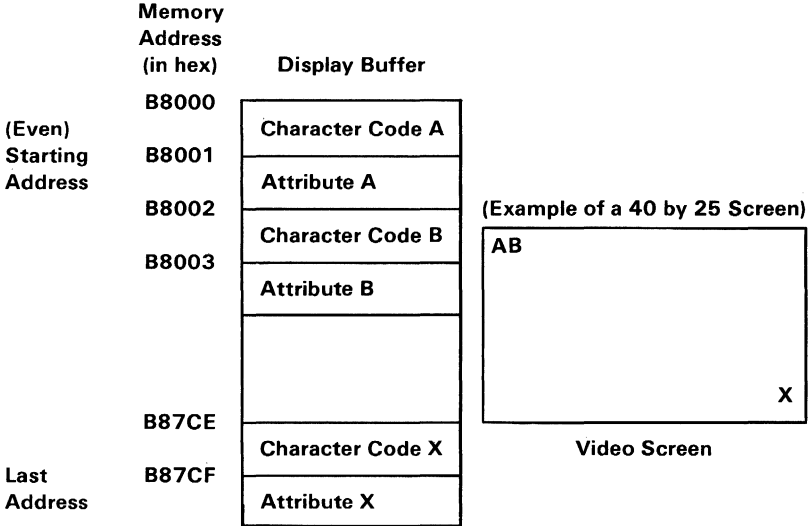 Memory
Address
(in hex)
Display Buffer
B8000
(Even)
Starting
Address
Character Code A
B8001
Attribute A
B8002
Character Code B
B8003
Attribute B
(Example of a 40 by 25 Screen)
AB
X
Video Screen
B87CE
Character Code X
Last
Address
B87CF
Attribute X